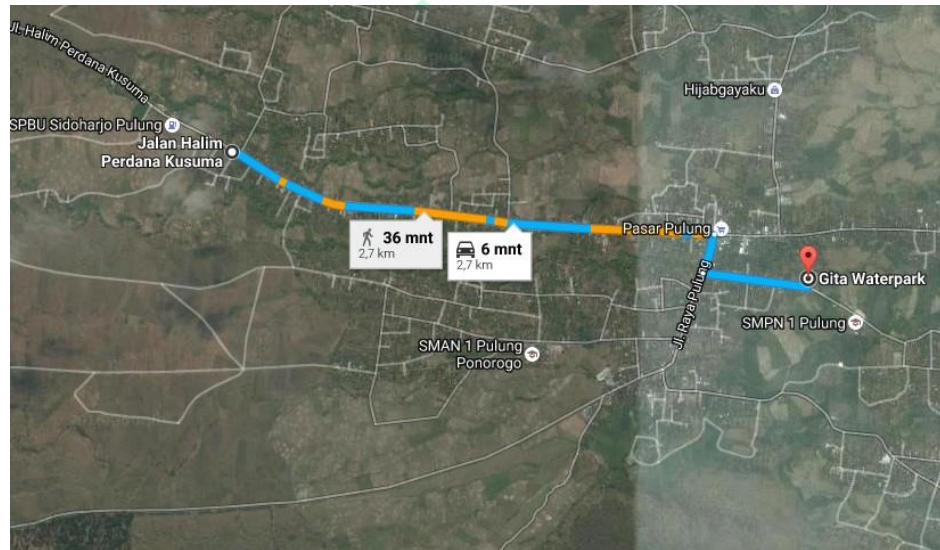 Jl. Halim Perdana Kusuma
SPBU Sidoharjo Pulung
Jalan Halim
Perdana Kusuma
Hijabgayaku
36 mnt
2,7 km
6 mnt
2,7 km
Pasar Pulung
Gita Waterpark
Jl. Raya Pulung
SMPN 1 Pulung
SMAN 1 Pulung
Ponorogo